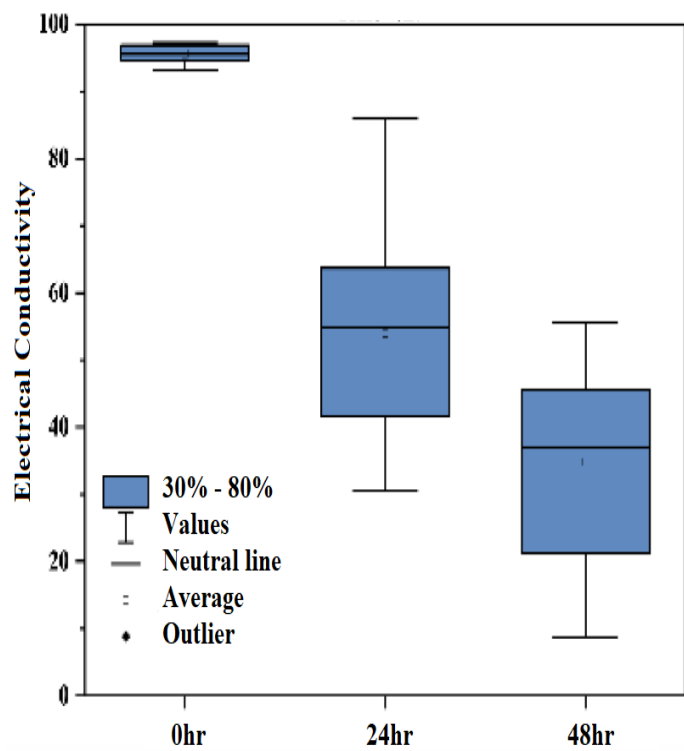 Electrical Conductivity
100
80
60
40
20
0
30% - 80%
Values
Neutral line
Average
Outlier
0hr
24hr
48hr